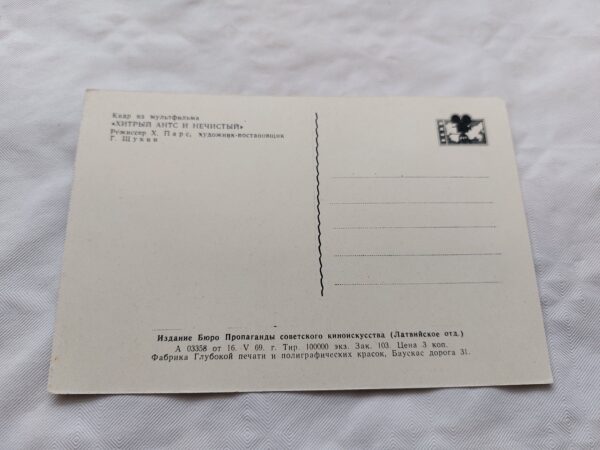 Кадр из мультфильма
«ХИТРЫЙ АНТС И НЕЧИСТЫЙ»
Режиссер Х. Парс, художник-постановщик
Г. Щукин
Издание Бюро Пропаганды советского киноискусства (Латвийское отд.)
А 03358 от 16. V 69. г. Тир. 100000 экз. Зак. 103. Цена 3 коп.
Фабрика Глубокой печати и полиграфических красок, Баускас дорога 31.